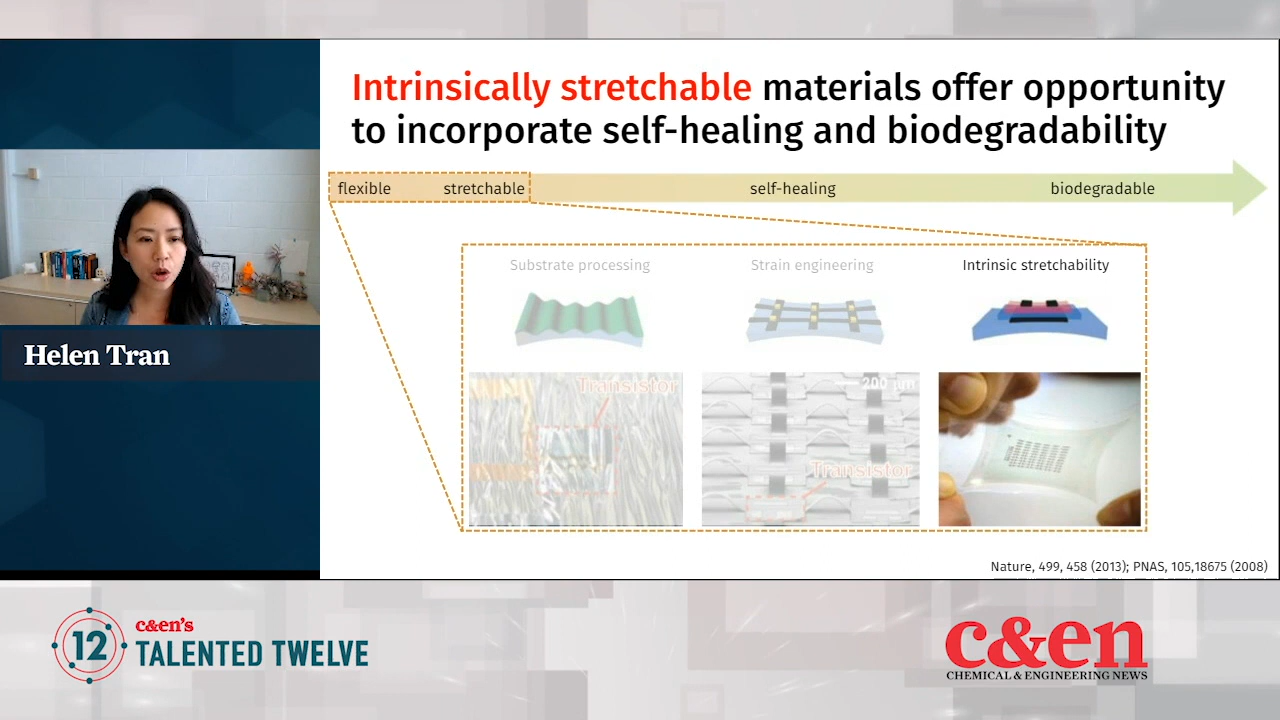 Intrinsically stretchable materials offer opportunity
to incorporate self-healing and biodegradability
flexible stretchable self-healing biodegradable
Substrate processing Strain engineering Intrinsic stretchability
Transistor
200 μm
Transistor
Nature, 499, 458 (2013); PNAS, 105,18675 (2008)
Helen Tran
12
c&en's
TALENTED TWELVE
c&en
CHEMICAL & ENGINEERING NEWS